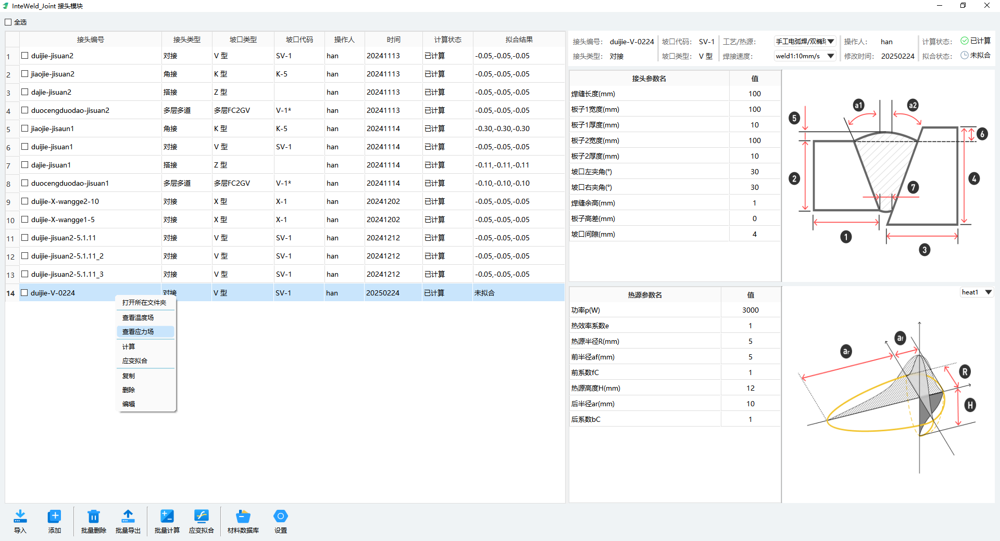 InteWeld_Joint 接头模块
全选
接头编号 接头类型 坡口类型 坡口代码 操作人 时间 计算状态 拟合结果
1 duijie-jisuan2 对接 V 型 SV-1 han 20241113 已计算 -0.05,-0.05,-0.05
2 jiaojie-jisuan2 角接 K 型 K-5 han 20241113 已计算 -0.05,-0.05,-0.05
3 dajie-jisuan2 搭接 Z 型 han 20241113 已计算 -0.05,-0.05,-0.05
4 duocengduodao-jisuan2 多层多道 多层FC2GV V-1* han 20241113 已计算 -0.05,-0.05,-0.05
5 jiaojie-jisaun1 角接 K 型 K-5 han 20241114 已计算 -0.30,-0.30,-0.30
6 duijie-jisuan1 对接 V 型 SV-1 han 20241114 已计算 -0.05,-0.05,-0.05
7 dajie-jisuan1 搭接 Z 型 han 20241114 已计算 -0.11,-0.11,-0.11
8 duocengduodao-jisuan1 多层多道 多层FC2GV V-1* han 20241114 已计算 -0.10,-0.10,-0.10
9 duijie-X-wangge2-10 对接 X 型 X-1 han 20241202 已计算 -0.05,-0.05,-0.05
10 duijie-X-wangge1-5 对接 X 型 X-1 han 20241202 已计算 -0.05,-0.05,-0.05
11 duijie-jisuan2-5.1.11 对接 V 型 SV-1 han 20241212 已计算 -0.05,-0.05,-0.05
12 duijie-jisuan2-5.1.11_2 对接 V 型 SV-1 han 20241212 已计算 -0.05,-0.05,-0.05
13 duijie-jisuan2-5.1.11_3 对接 V 型 SV-1 han 20241212 已计算 -0.05,-0.05,-0.05
14 duijie-V-0224 对接 V 型 SV-1 han 20250224 已计算 未拟合
打开所在文件夹
查看温度场
查看应力场
计算
应变拟合
复制
删除
编辑
接头编号: duijie-V-0224 坡口代码: SV-1 工艺/热源: 手工电弧焊/双椭 操作人: han 计算状态: 已计算
接头类型: 对接 坡口类型: V 型 焊接速度: weld1:10mm/s 修改时间: 20250224 拟合状态: 未拟合
接头参数名 值
焊缝长度(mm) 100
板子1宽度(mm) 100
板子1厚度(mm) 10
板子2宽度(mm) 100
板子2厚度(mm) 10
坡口左夹角(°) 30
坡口右夹角(°) 30
焊缝余高(mm) 1
板子高差(mm) 0
坡口间隙(mm) 4
a1 a2
5
6
2
4
7
1
3
热源参数名 值
功率p(W) 3000
热效率系数e 1
热源半径R(mm) 5
前半径af(mm) 5
前系数fC 1
热源高度H(mm) 12
后半径ar(mm) 10
后系数bC 1
heat1
af
ar
R
H
导入 添加 批量删除 批量导出 批量计算 应变拟合 材料数据库 设置